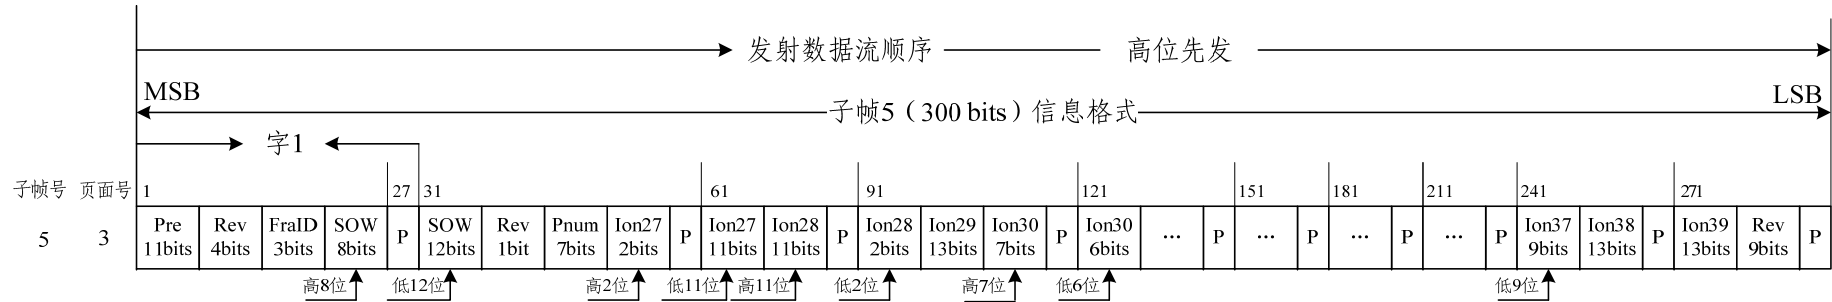 发射数据流顺序 高位先发
MSB LSB
子帧5（300 bits）信息格式
字1
子帧号 页面号 1 27 31 61 91 121 151 181 211 241 271
Pre Rev FraID SOW P SOW Rev Pnum Ion27 P Ion27 Ion28 P Ion28 Ion29 Ion30 P Ion30 ... P ... P ... P ... P Ion37 Ion38 P Ion39 Rev P
5 3 11bits 4bits 3bits 8bits 12bits 1bit 7bits 2bits 11bits 11bits 2bits 13bits 7bits 6bits 9bits 13bits 13bits 9bits
高8位 低12位 高2位 低11位 高11位 低2位 高7位 低6位 低9位